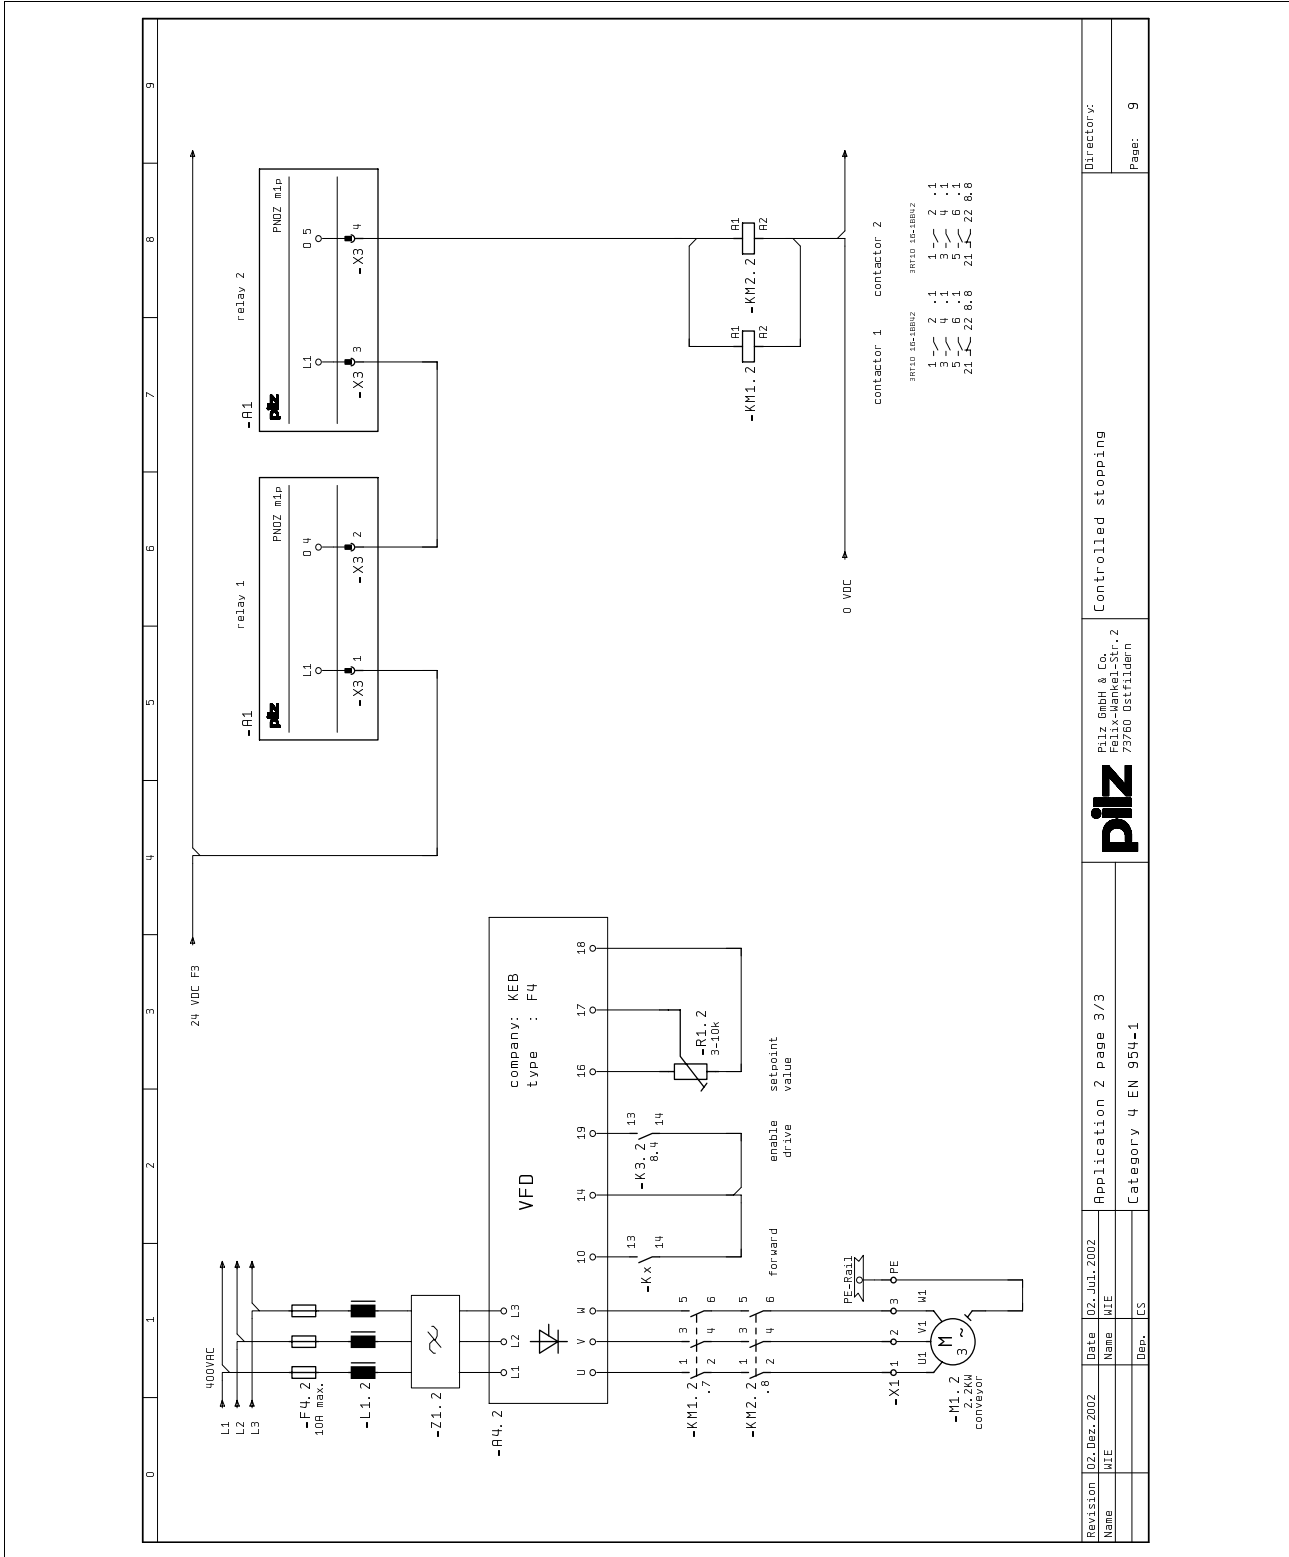 0 1 2 3 4 5 6 7 8 9
24 VDC F3
400VAC
L1
L2
L3
-F4.2
10A max.
-L1.2
-Z1.2
-A4.2
L1 L2 L3
VFD
company: KEB
type : F4
U V W 10 14 19 16 17 18
-KM1.2
.7
1 3 5
2 4 6
-KM2.2
.8
1 3 5
2 4 6
-Kx
13
14
forward
-K3.2
8.4
13
14
enable
drive
-R1.2
3-10k
setpoint
value
PE-Rail
-X1 1 2 3 PE
U1 V1 W1
M
3 ~
-M1.2
2.2KW
conveyor
relay 1
-A1
pilz
PNOZ m1p
L1 O 4
-X3 1
-X3 2
relay 2
-A1
pilz
PNOZ m1p
L1 O 5
-X3 3
-X3 4
-KM1.2
A1
A2
-KM2.2
A1
A2
0 VDC
contactor 1
3RT10 16-1BB42
1 2 .1
3 4 .1
5 6 .1
21 22 8.8
contactor 2
3RT10 16-1BB42
1 2 .1
3 4 .1
5 6 .1
21 22 8.8
Revision 02.Dez.2002
Name WIE
Date 02.Jul.2002
Name WIE
Dep. CS
Application 2 page 3/3
Category 4 EN 954-1
pilz
Pilz GmbH & Co.
Felix-Wankel-Str.2
73760 Ostfildern
Controlled stopping
Directory:
Page: 9